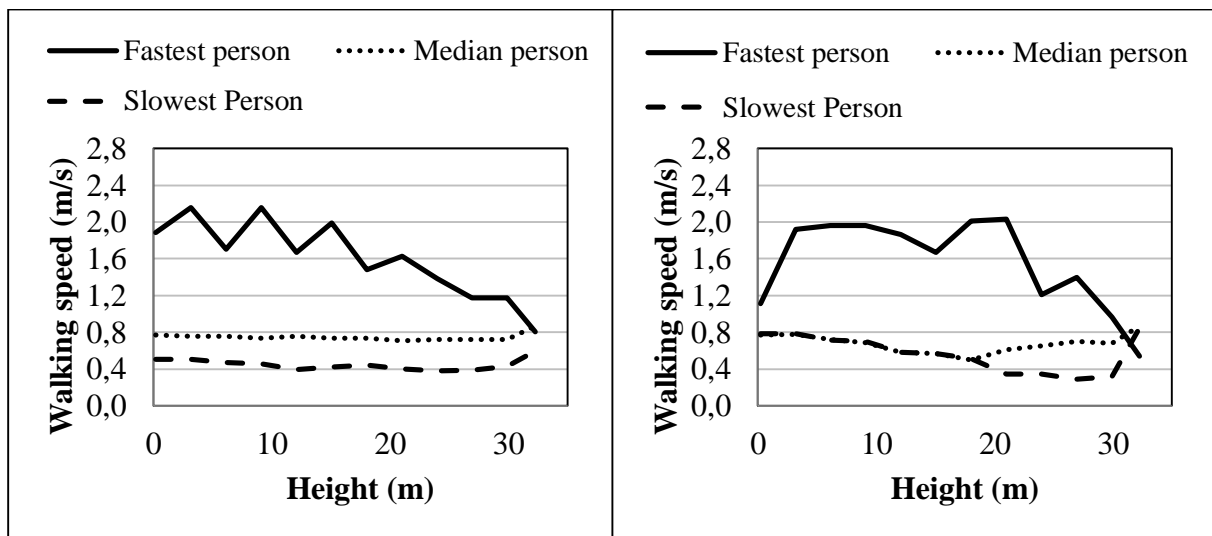 Fastest person
Median person
Slowest Person
Walking speed (m/s)
2,8
2,4
2,0
1,6
1,2
0,8
0,4
0,0
0
10
20
30
Height (m)
Fastest person
Median person
Slowest Person
Walking speed (m/s)
2,8
2,4
2,0
1,6
1,2
0,8
0,4
0,0
0
10
20
30
Height (m)